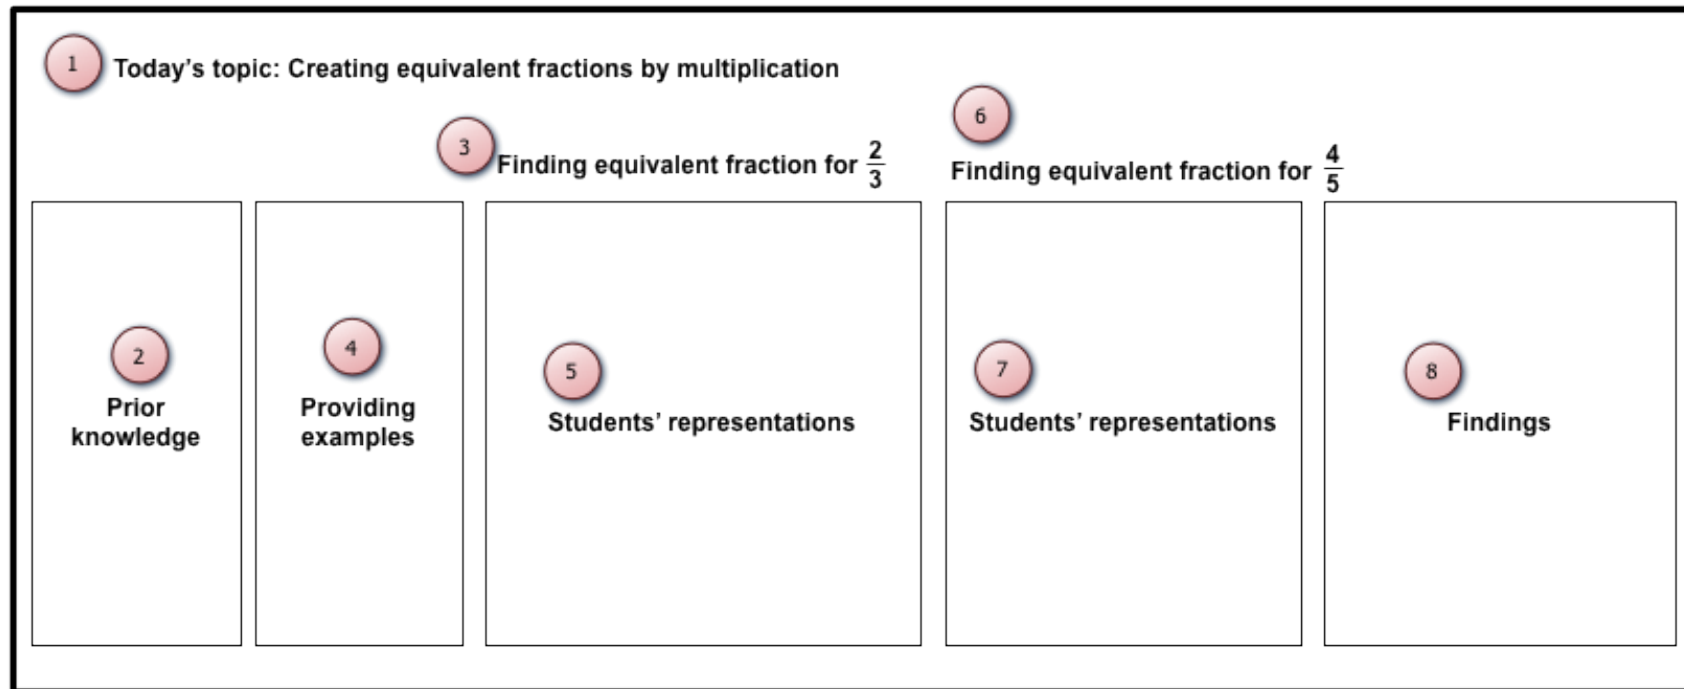 1 Today's topic: Creating equivalent fractions by multiplication
3 Finding equivalent fraction for 2/3
6
Finding equivalent fraction for 4/5
2
Prior
knowledge
4
Providing
examples
5
Students' representations
7
Students' representations
8
Findings